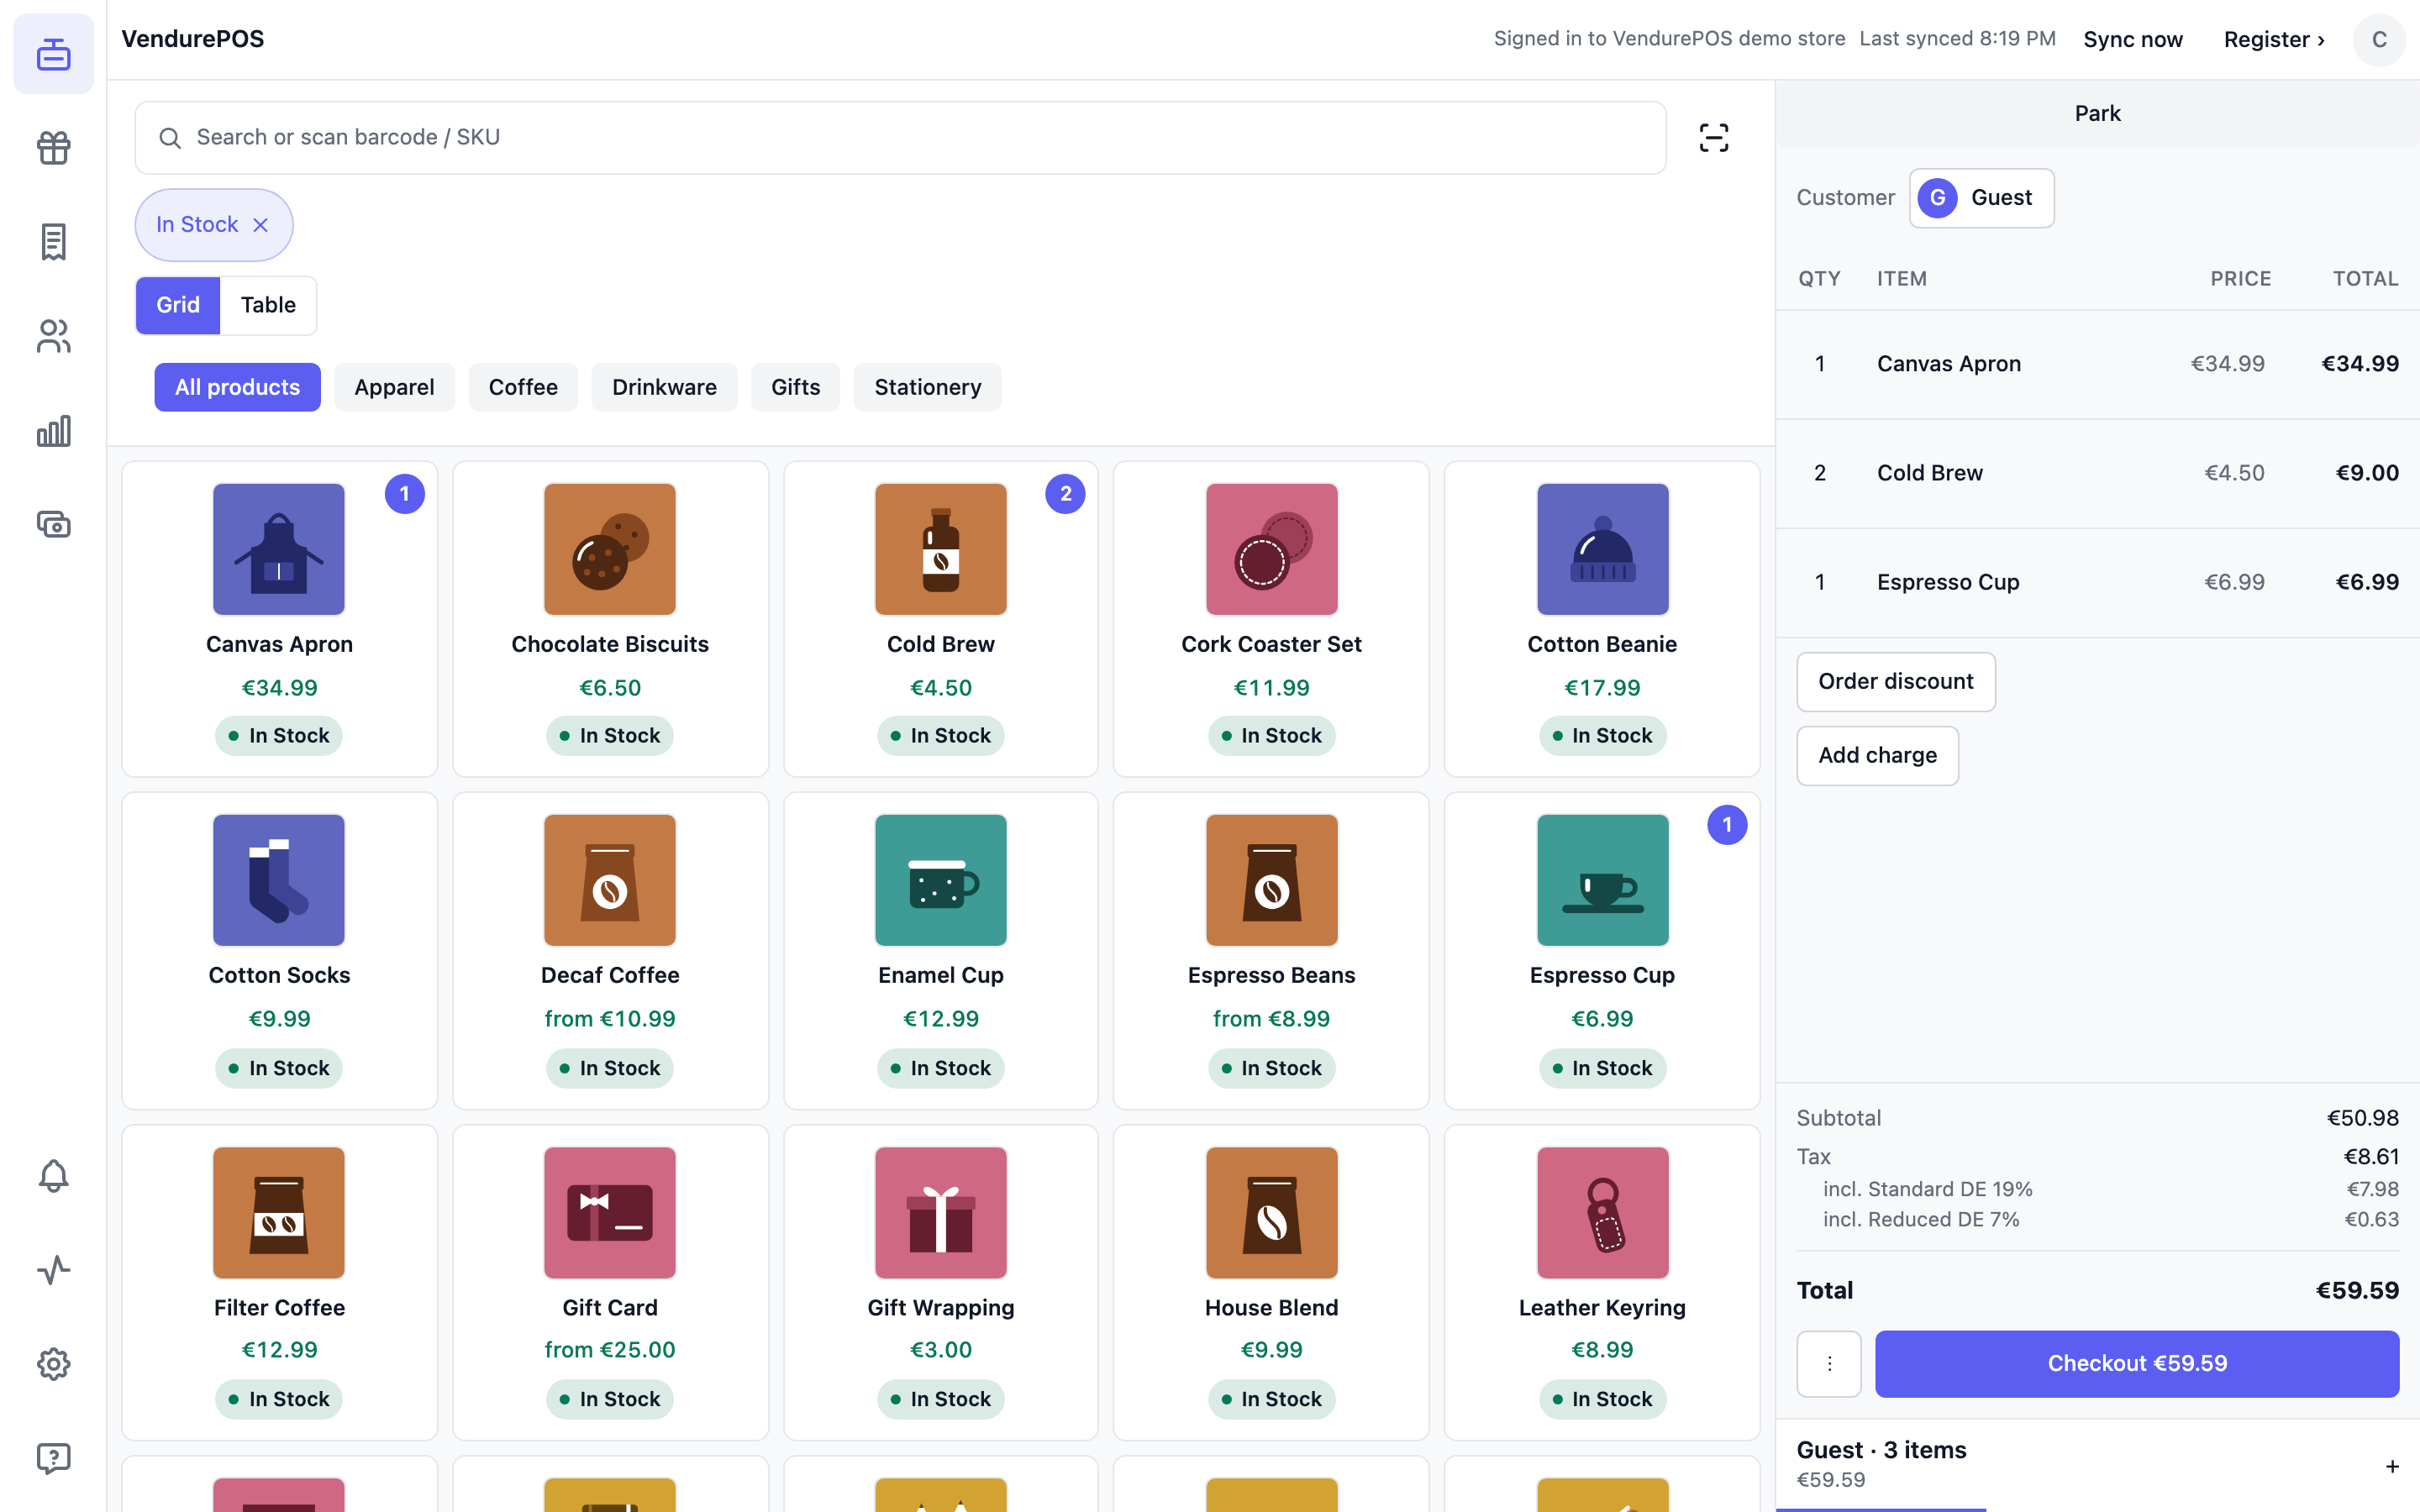 VendurePOS
Signed in to VendurePOS demo store Last synced 8:19 PM Sync now Register › C
Search or scan barcode / SKU
In Stock
Grid Table
All products Apparel Coffee Drinkware Gifts Stationery
1
Canvas Apron
€34.99
In Stock
Chocolate Biscuits
€6.50
In Stock
2
Cold Brew
€4.50
In Stock
Cork Coaster Set
€11.99
In Stock
Cotton Beanie
€17.99
In Stock
Cotton Socks
€9.99
In Stock
Decaf Coffee
from €10.99
In Stock
Enamel Cup
€12.99
In Stock
Espresso Beans
from €8.99
In Stock
1
Espresso Cup
€6.99
In Stock
Filter Coffee
€12.99
In Stock
Gift Card
from €25.00
In Stock
Gift Wrapping
€3.00
In Stock
House Blend
€9.99
In Stock
Leather Keyring
€8.99
In Stock
Park
Customer G Guest
QTY ITEM PRICE TOTAL
1 Canvas Apron €34.99 €34.99
2 Cold Brew €4.50 €9.00
1 Espresso Cup €6.99 €6.99
Order discount
Add charge
Subtotal €50.98
Tax €8.61
incl. Standard DE 19% €7.98
incl. Reduced DE 7% €0.63
Total €59.59
Checkout €59.59
Guest · 3 items
€59.59
+